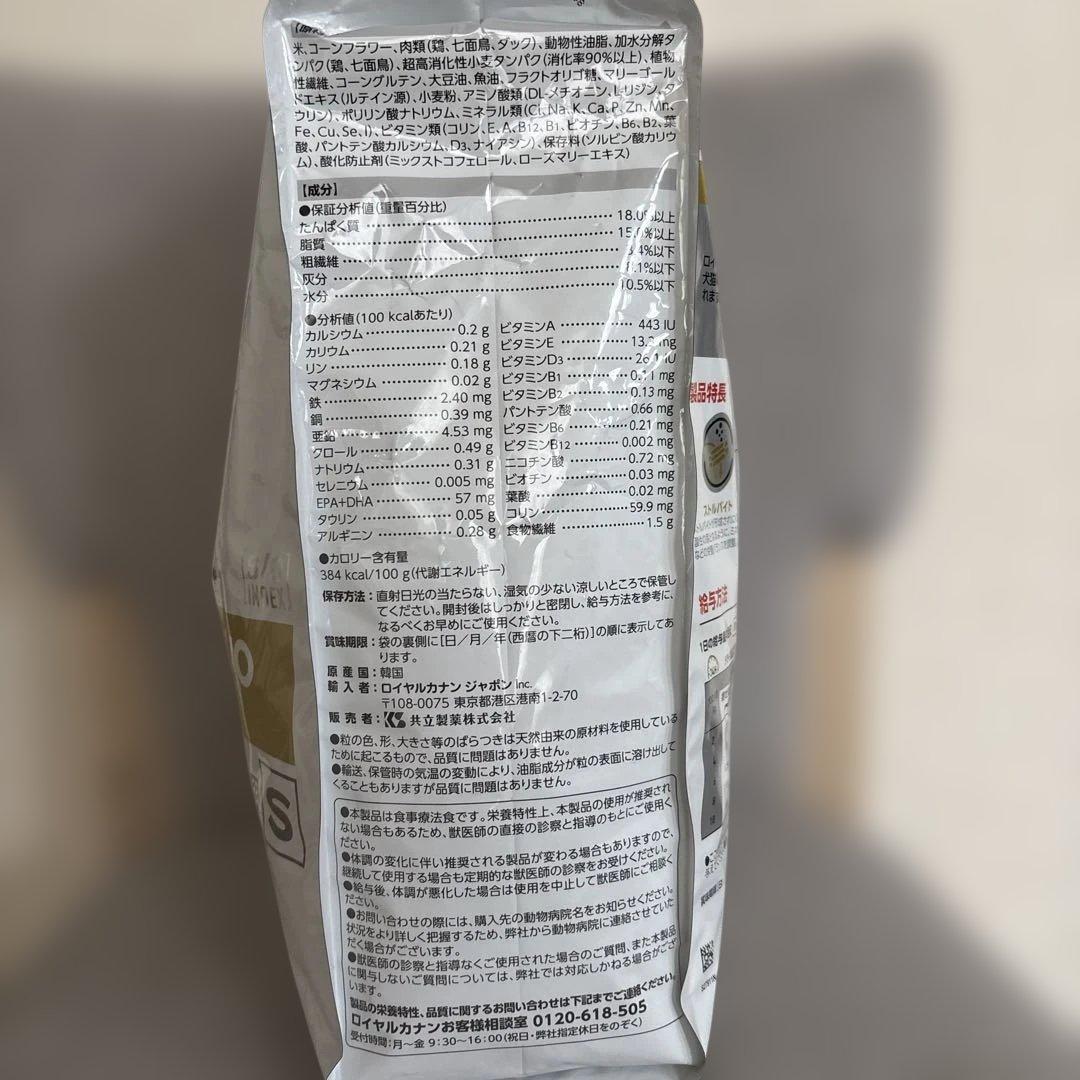 米、コーンフラワー、肉類(鶏、七面鳥、ダック)、動物性油脂、加水分解タ
ンパク(鶏、七面鳥)、超高消化性小麦タンパク(消化率90%以上)、植物
性繊維、コーングルテン、大豆油、魚油、フラクトオリゴ糖、マリーゴール
ドエキス(ルテイン源)、小麦粉、アミノ酸類(DL-メチオニン、L-リジン、タ
ウリン)、ポリリン酸ナトリウム、ミネラル類(Cl、Na、K、Ca、P、Zn、Mn、
Fe、Cu、Se、I)、ビタミン類(コリン、E、A、B12、B1、ビオチン、B6、B2、葉
酸、パントテン酸カルシウム、D3、ナイアシン)、保存料(ソルビン酸カリウ
ム)、酸化防止剤(ミックストコフェロール、ローズマリーエキス)
【成分】
●保証分析値(重量百分比)
たんぱく質 18.0%以上
脂質 15.0%以上
粗繊維 3.4%以下
灰分 8.1%以下
水分 10.5%以下
●分析値(100 kcalあたり)
カルシウム 0.2 g
カリウム 0.21 g
リン 0.18 g
マグネシウム 0.02 g
鉄 2.40 mg
銅 0.39 mg
亜鉛 4.53 mg
クロール 0.49 g
ナトリウム 0.31 g
セレニウム 0.005 mg
EPA+DHA 57 mg
タウリン 0.05 g
アルギニン 0.28 g
ビタミンA 443 IU
ビタミンE 13.3 mg
ビタミンD3 26.1 IU
ビタミンB1 0.11 mg
ビタミンB2 0.13 mg
パントテン酸 0.66 mg
ビタミンB6 0.21 mg
ビタミンB12 0.002 mg
ニコチン酸 0.72 mg
ビオチン 0.03 mg
葉酸 0.02 mg
コリン 59.9 mg
食物繊維 1.5 g
●カロリー含有量
384 kcal/100 g(代謝エネルギー)
保存方法：直射日光の当たらない、湿気の少ない涼しいところで保管し
てください。開封後はしっかりと密閉し、給与方法を参考に、
なるべくお早めにご使用ください。
賞味期限：袋の裏側に[日／月／年(西暦の下二桁)]の順に表示してあ
ります。
原産国：韓国
輸入者：ロイヤルカナン ジャポン Inc.
〒108-0075 東京都港区港南1-2-70
販売者：KS 共立製薬株式会社
●粒の色、形、大きさ等のばらつきは天然由来の原材料を使用している
ために起こるもので、品質に問題はありません。
●輸送、保管時の気温の変動により、油脂成分が粒の表面に溶け出して
くることもありますが品質に問題はありません。
●本製品は食事療法食です。栄養特性上、本製品の使用が推奨され
ない場合もあるため、獣医師の直接の診察と指導のもとにご使用く
ださい。
●体調の変化に伴い推奨される製品が変わる場合もありますので、
継続して使用する場合も定期的な獣医師の診察をお受けください。
●給与後、体調が悪化した場合は使用を中止して獣医師にご相談く
ださい。
●お問い合わせの際には、購入先の動物病院名をお知らせください。
状況をより詳しく把握するため、弊社から動物病院に連絡させていた
だく場合がございます。
●獣医師の診察と指導なくご使用された場合のご質問、また本製品
に関与しないご質問については、弊社では対応しかねる場合がござ
います。
製品の栄養特性、品質に関するお問い合わせは下記までご連絡ください。
ロイヤルカナンお客様相談室 0120-618-505
受付時間：月～金 9:30～16:00(祝日・弊社指定休日をのぞく)
O
S
製品特長
ストルバイト
給与方法